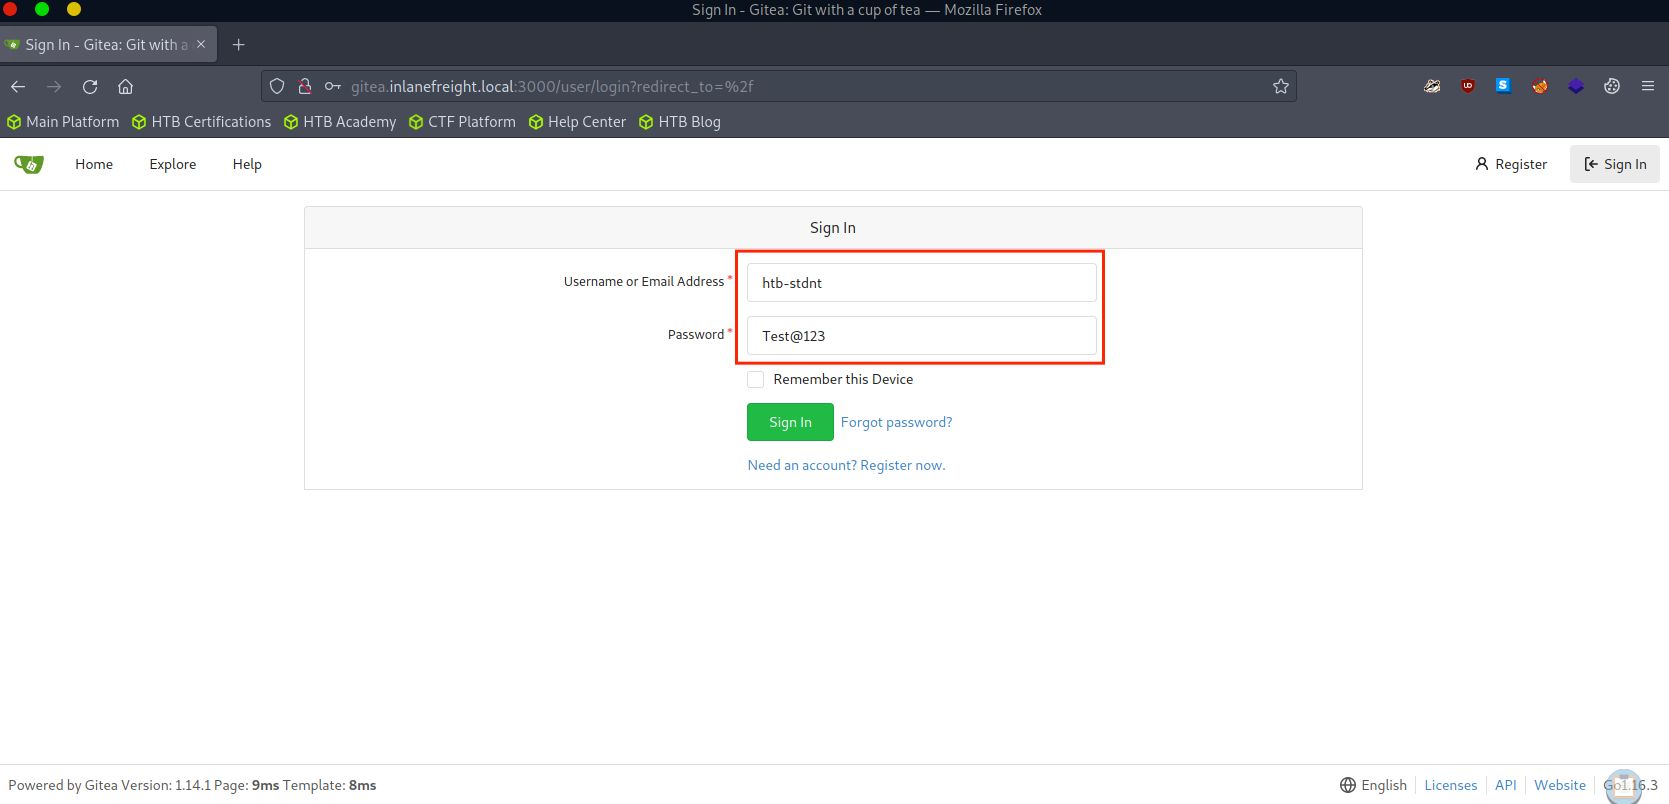 Sign In - Gitea: Git with a cup of tea — Mozilla Firefox
Sign In - Gitea: Git with a
gitea.inlanefreight.local:3000/user/login?redirect_to=%2f
Main Platform HTB Certifications HTB Academy CTF Platform Help Center HTB Blog
Home Explore Help Register Sign In
Sign In
Username or Email Address * htb-stdnt
Password * Test@123
Remember this Device
Sign In Forgot password?
Need an account? Register now.
Powered by Gitea Version: 1.14.1 Page: 9ms Template: 8ms English Licenses API Website Go1.16.3